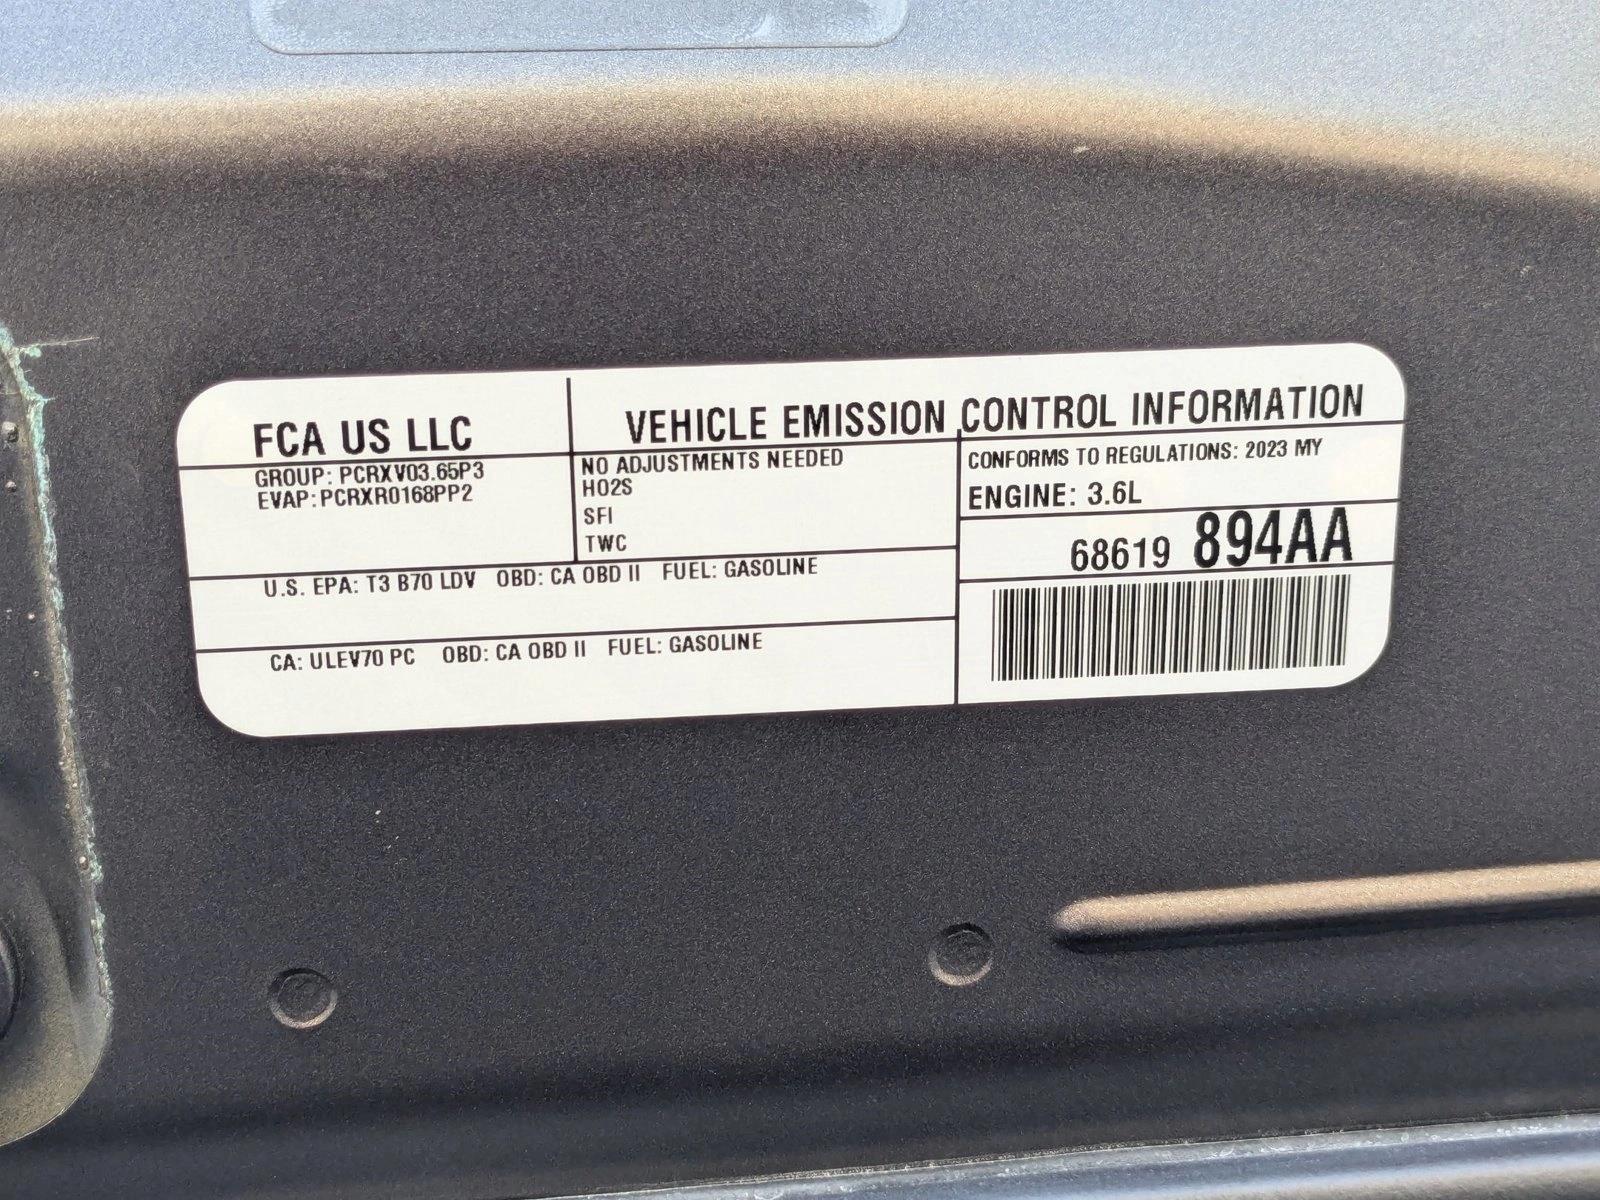 FCA US LLC
VEHICLE EMISSION CONTROL INFORMATION
GROUP: PCRXV03.65P3
EVAP: PCRXR0168PP2
NO ADJUSTMENTS NEEDED
HO2S
SFI
TWC
CONFORMS TO REGULATIONS: 2023 MY
ENGINE: 3.6L
68619 894AA
U.S. EPA: T3 B70 LDV OBD: CA OBD II FUEL: GASOLINE
CA: ULEV70 PC OBD: CA OBD II FUEL: GASOLINE